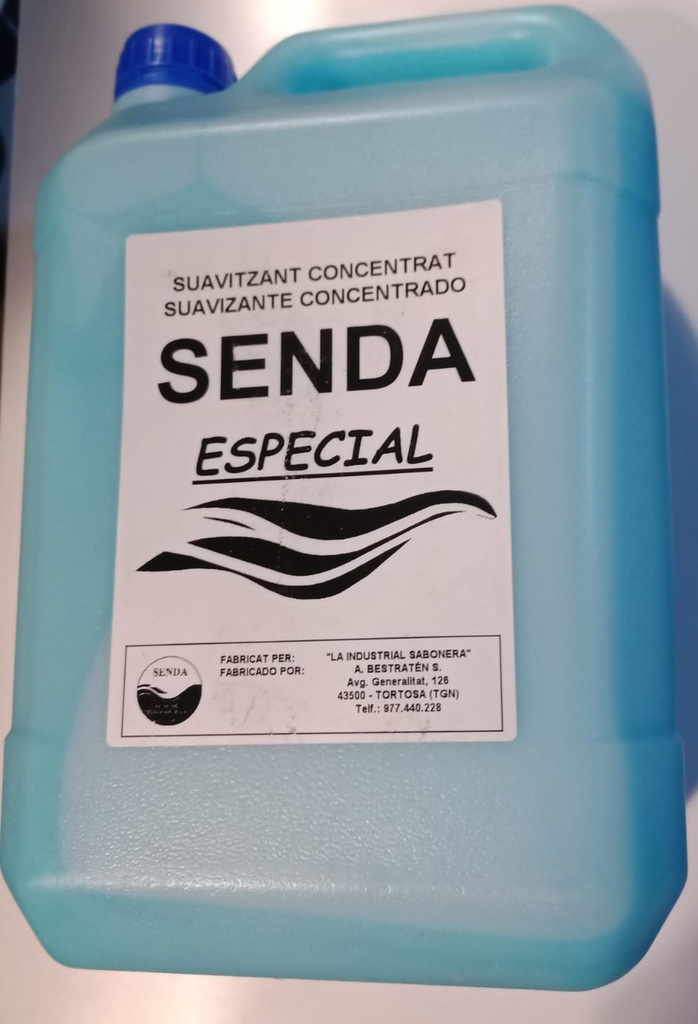 SUAVITZANT CONCENTRAT
SUAVIZANTE CONCENTRADO
SENDA
ESPECIAL
SENDA
FABRICAT PER:
FABRICADO POR:
"LA INDUSTRIAL SABONERA"
A. BESTRATÉN S.
Avg. Generalitat, 126
43500 - TORTOSA (TGN)
Telf.: 977.440.228